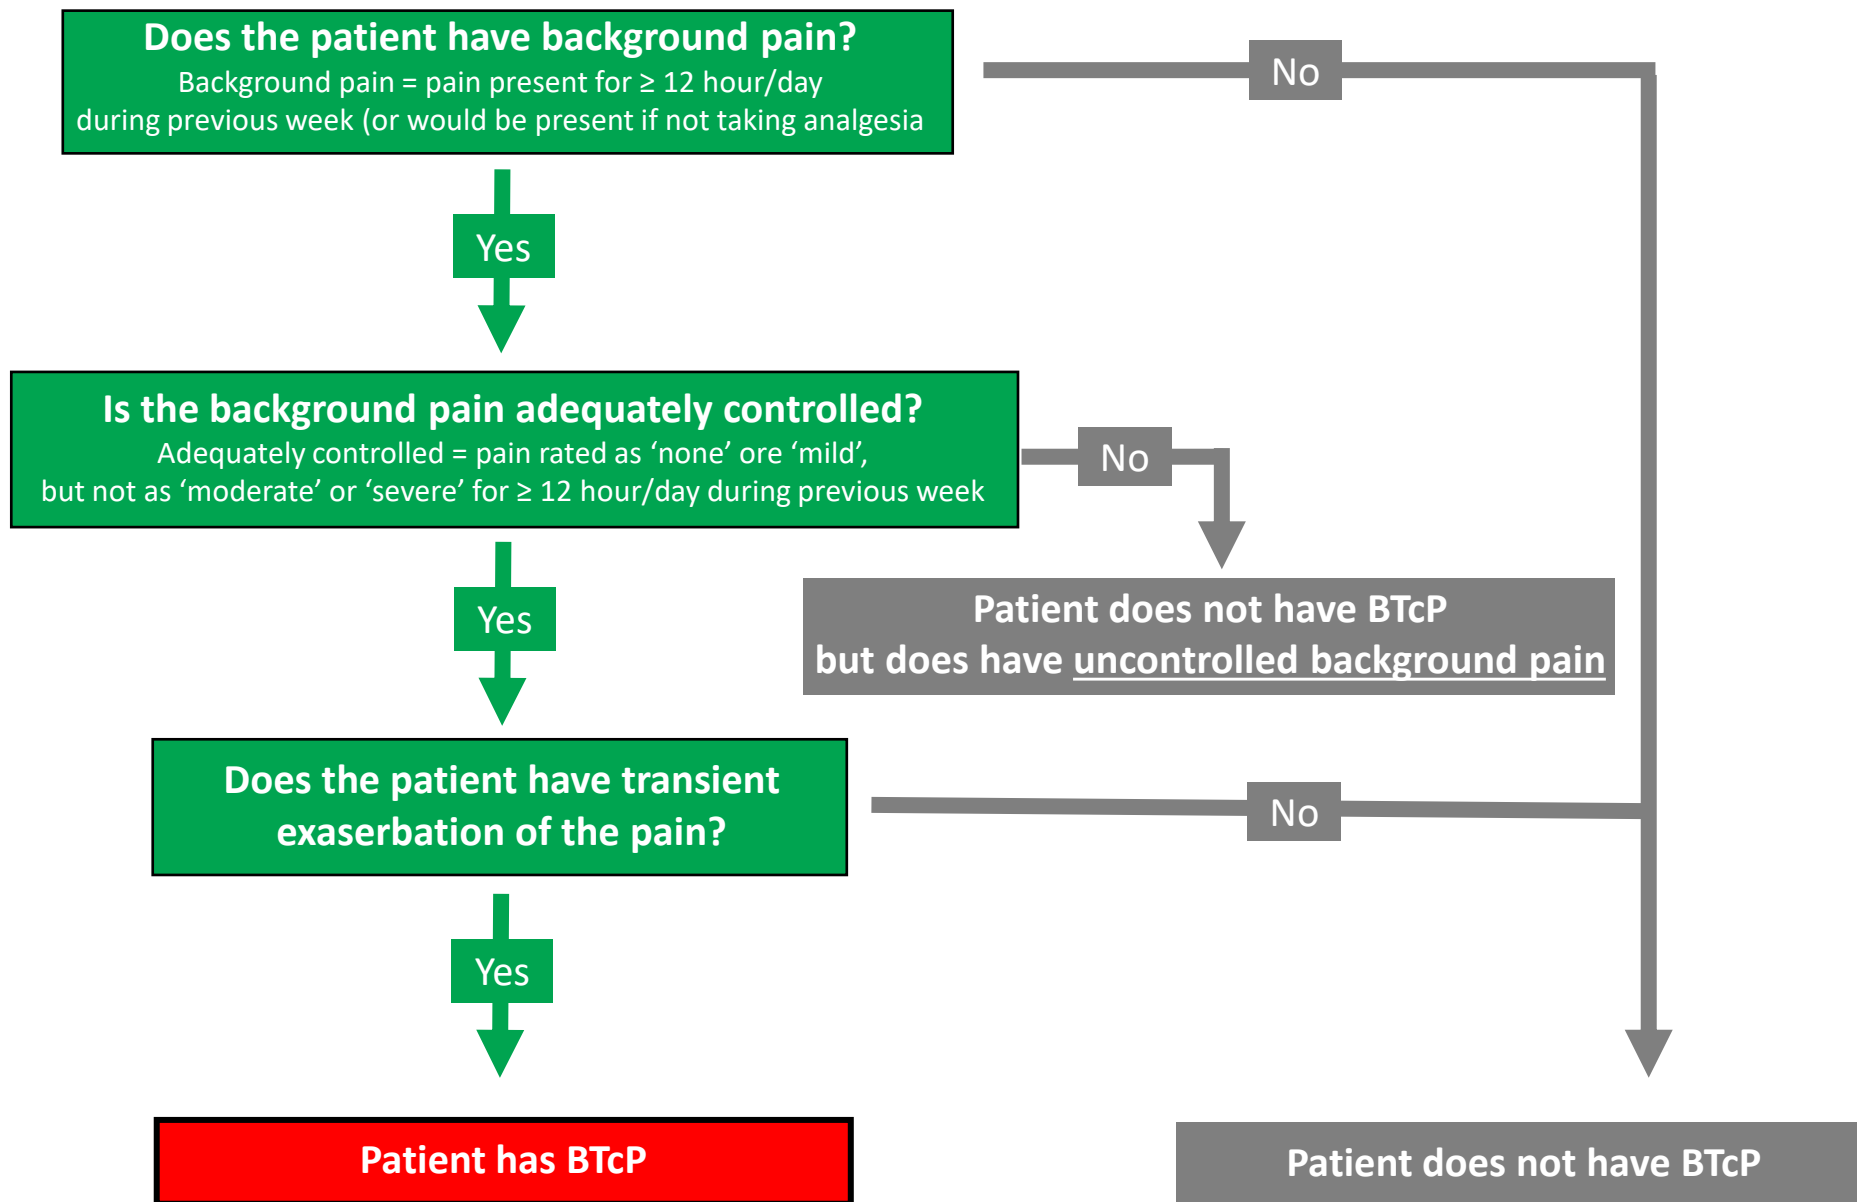 Does the patient have background pain?
Background pain = pain present for ≥ 12 hour/day
during previous week (or would be present if not taking analgesia
No
Yes
Is the background pain adequately controlled?
Adequately controlled = pain rated as ‘none’ ore ‘mild’,
but not as ‘moderate’ or ‘severe’ for ≥ 12 hour/day during previous week
No
Patient does not have BTcP
but does have uncontrolled background pain
Yes
Does the patient have transient
exaserbation of the pain?
No
Yes
Patient has BTcP
Patient does not have BTcP